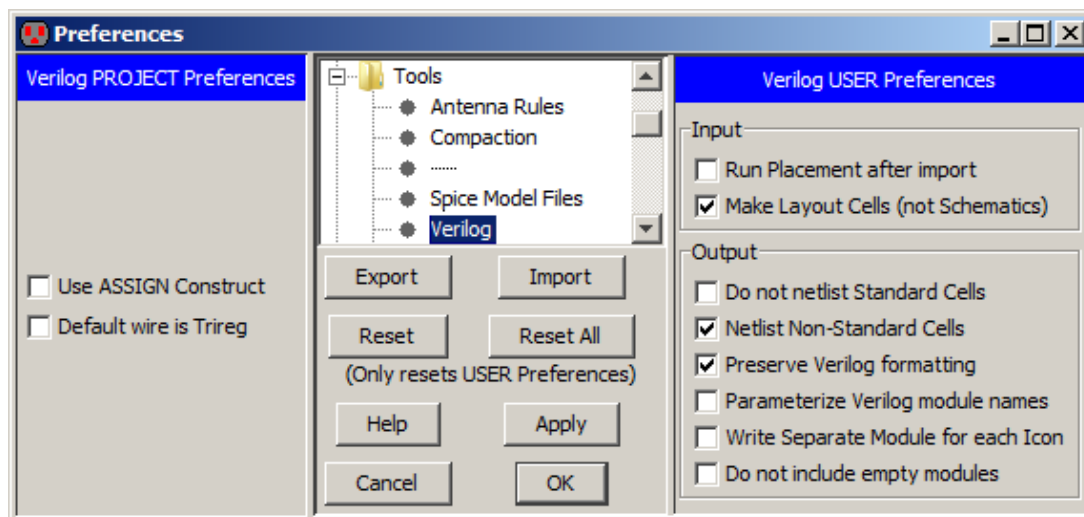 Preferences
Verilog PROJECT Preferences
Use ASSIGN Construct
Default wire is Trireg
Tools
Antenna Rules
Compaction
......
Spice Model Files
Verilog
Export
Import
Reset
Reset All
(Only resets USER Preferences)
Help
Apply
Cancel
OK
Verilog USER Preferences
Input
Run Placement after import
Make Layout Cells (not Schematics)
Output
Do not netlist Standard Cells
Netlist Non-Standard Cells
Preserve Verilog formatting
Parameterize Verilog module names
Write Separate Module for each Icon
Do not include empty modules